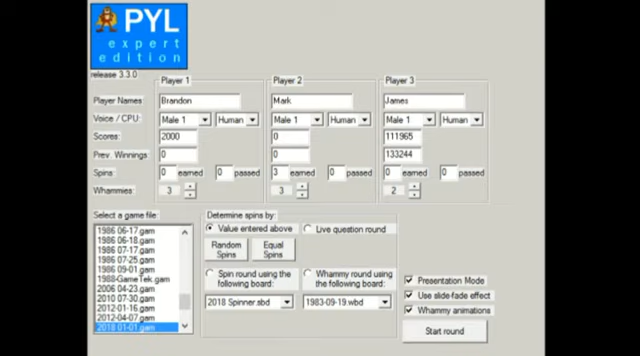 PYL
expert
edition
release 3.3.0
Player 1 Player 2 Player 3
Player Names: Brandon Mark James
Voice / CPU: Male 1 Human Male 1 Human Male 1 Human
Scores: 2000 0 111965
Prev. Winnings 0 0 133244
Spins: 0 earned 0 passed 3 earned 0 passed 0 earned 0 passed
Whammies: 3 3 2
Select a game file:
1986 06-17.gam
1986 06-18.gam
1986 07-17.gam
1986 07-25.gam
1986 09-01.gam
1988-GameTek.gam
2006 04-23.gam
2010 07-30.gam
2012-01-16.gam
2012-04-07.gam
2018 01-01.gam
Determine spins by:
Value entered above Live question round
Random Spins Equal Spins
Spin round using the following board: Whammy round using the following board:
2018 Spinner.sbd 1983-09-19.wbd
Presentation Mode
Use slide-fade effect
Whammy animations
Start round